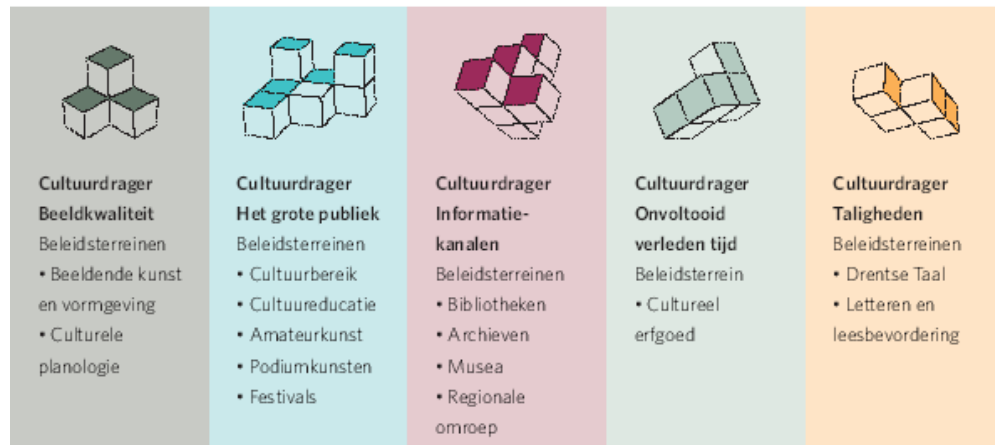 Cultuurdrager
Beeldkwaliteit
Beleidsterreinen
• Beeldende kunst
en vormgeving
• Culturele
planologie
Cultuurdrager
Het grote publiek
Beleidsterreinen
• Cultuurbereik
• Cultuureducatie
• Amateurkunst
• Podiumkunsten
• Festivals
Cultuurdrager
Informatie-
kanalen
Beleidsterreinen
• Bibliotheken
• Archieven
• Musea
• Regionale
omroep
Cultuurdrager
Onvoltooid
verleden tijd
Beleidsterrein
• Cultureel
erfgoed
Cultuurdrager
Taligheden
Beleidsterreinen
• Drentse Taal
• Letteren en
leesbevordering